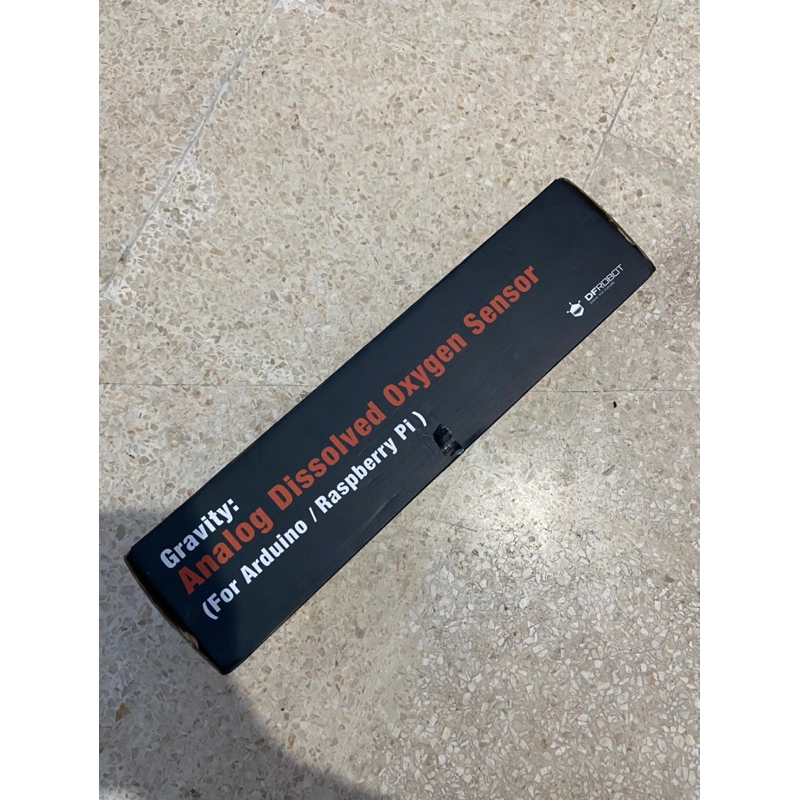 Gravity:
Analog Dissolved Oxygen Sensor
(For Arduino / Raspberry Pi )
DFROBOT